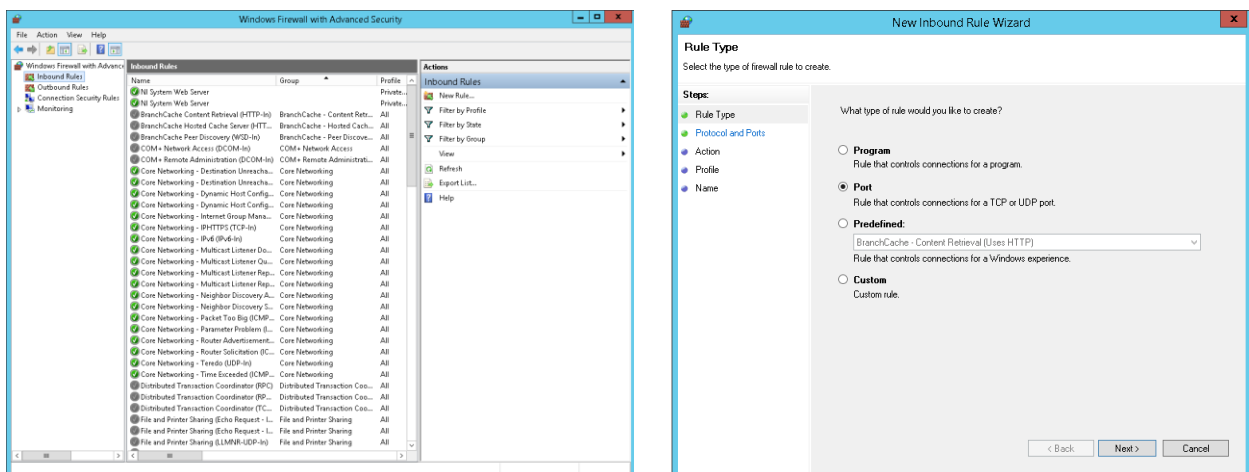 Windows Firewall with Advanced Security
File Action View Help
Windows Firewall with Advance
Inbound Rules
Outbound Rules
Connection Security Rules
Monitoring
Inbound Rules
Name Group Profile
NI System Web Server Private...
NI System Web Server Private...
BranchCache Content Retrieval (HTTP-In) BranchCache - Content Retr... All
BranchCache Hosted Cache Server (HTT... BranchCache - Hosted Cach... All
BranchCache Peer Discovery (WSD-In) BranchCache - Peer Discove... All
COM+ Network Access (DCOM-In) COM+ Network Access All
COM+ Remote Administration (DCOM-In) COM+ Remote Administrati... All
Core Networking - Destination Unreacha... Core Networking All
Core Networking - Destination Unreacha... Core Networking All
Core Networking - Dynamic Host Config... Core Networking All
Core Networking - Dynamic Host Config... Core Networking All
Core Networking - Internet Group Mana... Core Networking All
Core Networking - IPHTTPS (TCP-In) Core Networking All
Core Networking - IPv6 (IPv6-In) Core Networking All
Core Networking - Multicast Listener Do... Core Networking All
Core Networking - Multicast Listener Qu... Core Networking All
Core Networking - Multicast Listener Rep... Core Networking All
Core Networking - Multicast Listener Rep... Core Networking All
Core Networking - Neighbor Discovery A... Core Networking All
Core Networking - Neighbor Discovery S... Core Networking All
Core Networking - Packet Too Big (ICMP... Core Networking All
Core Networking - Parameter Problem (I... Core Networking All
Core Networking - Router Advertisement... Core Networking All
Core Networking - Router Solicitation (IC... Core Networking All
Core Networking - Teredo (UDP-In) Core Networking All
Core Networking - Time Exceeded (ICMP... Core Networking All
Distributed Transaction Coordinator (RPC) Distributed Transaction Coo... All
Distributed Transaction Coordinator (RP... Distributed Transaction Coo... All
Distributed Transaction Coordinator (TC... Distributed Transaction Coo... All
File and Printer Sharing (Echo Request - I... File and Printer Sharing All
File and Printer Sharing (LLMNR-UDP-In) File and Printer Sharing All
Actions
Inbound Rules
New Rule...
Filter by Profile
Filter by State
Filter by Group
View
Refresh
Export List...
Help
New Inbound Rule Wizard
Rule Type
Select the type of firewall rule to create.
Steps:
Rule Type
Protocol and Ports
Action
Profile
Name
What type of rule would you like to create?
Program
Rule that controls connections for a program.
Port
Rule that controls connections for a TCP or UDP port.
Predefined:
BranchCache - Content Retrieval (Uses HTTP)
Rule that controls connections for a Windows experience.
Custom
Custom rule.
< Back Next > Cancel